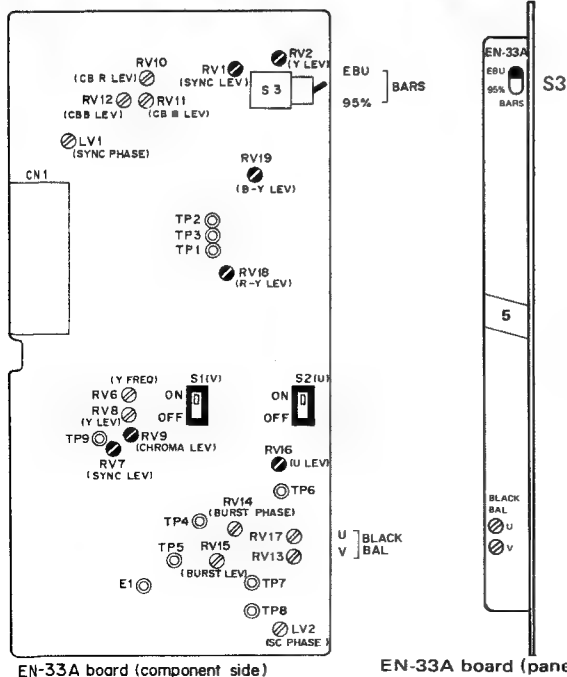 RV10
(CB R LEV)
RV12
(CBB LEV)
RV11
(CB B LEV)
LV1
(SYNC PHASE)
CN1
RV1
(SYNC LEV)
RV2
(Y LEV)
S3
EBU
95%
BARS
RV19
(B-Y LEV)
TP2
TP3
TP1
RV18
(R-Y LEV)
(Y FREQ)
RV6
RV8
(Y LEV)
TP9
RV9
(CHROMA LEV)
RV7
(SYNC LEV)
S1(V)
ON
OFF
S2(U)
ON
OFF
RV16
(U LEV)
TP6
RV14
(BURST PHASE)
TP4
RV17
U
V
BLACK
BAL
RV13
TP5
RV15
(BURST LEV)
E1
TP7
TP8
LV2
(SC PHASE)
EN-33A board (component side)
EN-33A
EBU
95%
BARS
S3
5
BLACK
BAL
U
V
EN-33A board (pane